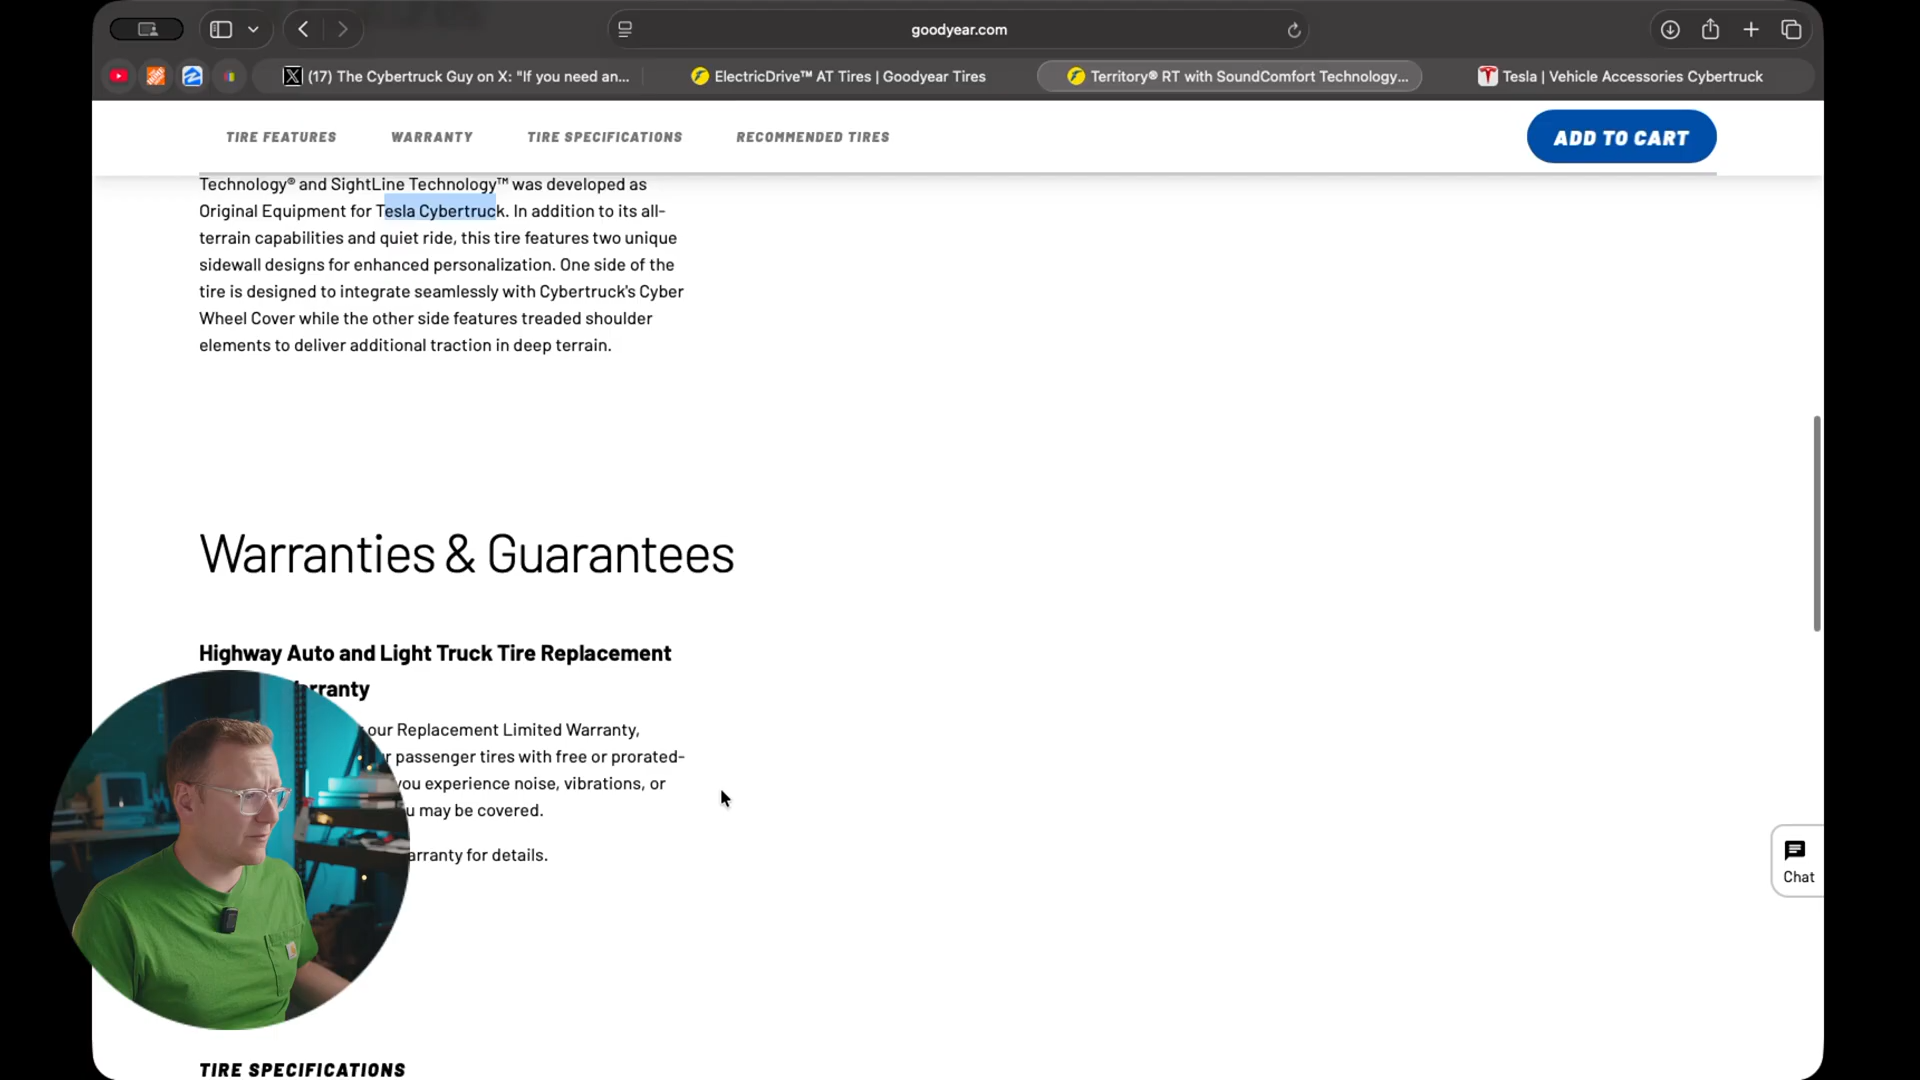 goodyear.com
(17) The Cybertruck Guy on X: "If you need an...
ElectricDrive™ AT Tires | Goodyear Tires
Territory® RT with SoundComfort Technology...
Tesla | Vehicle Accessories Cybertruck
TIRE FEATURES
WARRANTY
TIRE SPECIFICATIONS
RECOMMENDED TIRES
ADD TO CART
Technology® and SightLine Technology™ was developed as
Original Equipment for Tesla Cybertruck. In addition to its all-
terrain capabilities and quiet ride, this tire features two unique
sidewall designs for enhanced personalization. One side of the
tire is designed to integrate seamlessly with Cybertruck's Cyber
Wheel Cover while the other side features treaded shoulder
elements to deliver additional traction in deep terrain.
Warranties & Guarantees
Highway Auto and Light Truck Tire Replacement
our Replacement Limited Warranty,
passenger tires with free or prorated-
you experience noise, vibrations, or
may be covered.
for details.
Chat
TIRE SPECIFICATIONS